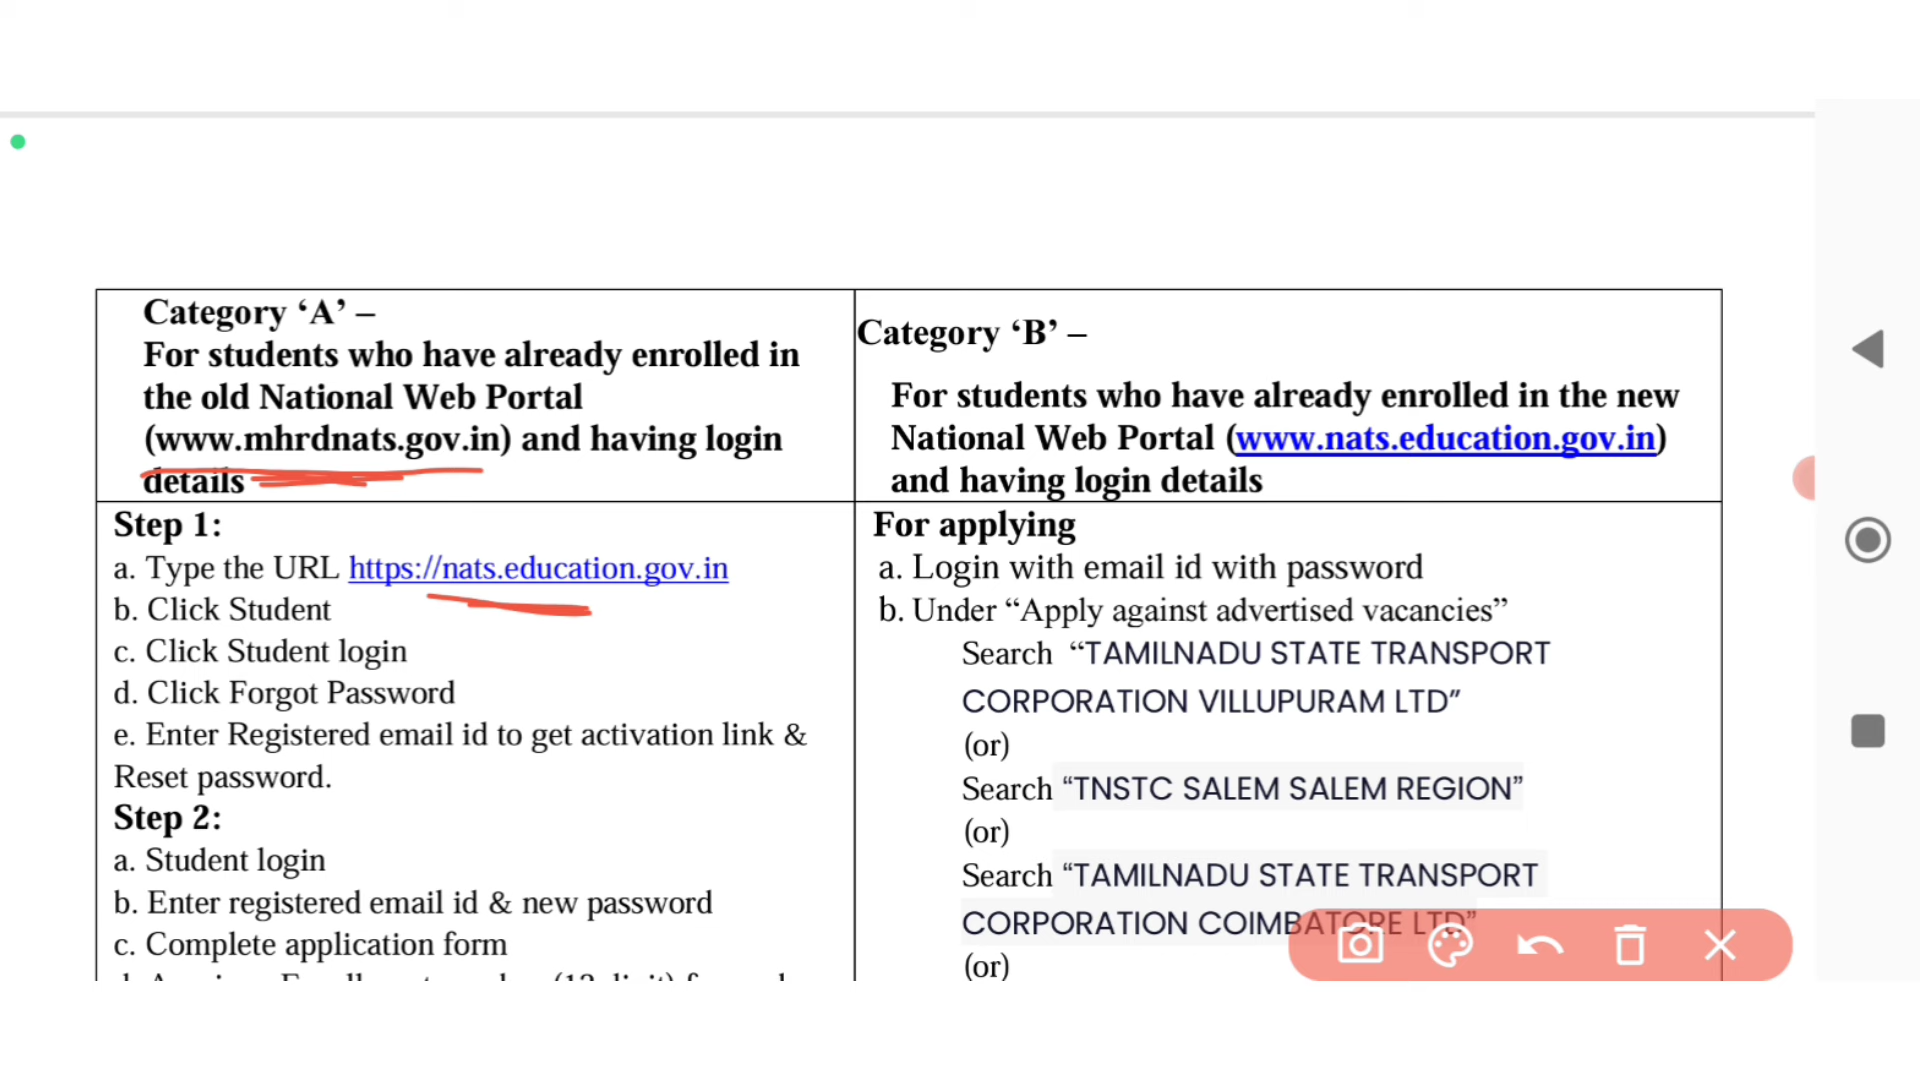 Category ‘A’ –
For students who have already enrolled in
the old National Web Portal
(www.mhrdnats.gov.in) and having login
details
Category ‘B’ –
For students who have already enrolled in the new
National Web Portal (www.nats.education.gov.in)
and having login details
Step 1:
a. Type the URL https://nats.education.gov.in
b. Click Student
c. Click Student login
d. Click Forgot Password
e. Enter Registered email id to get activation link &
Reset password.
Step 2:
a. Student login
b. Enter registered email id & new password
c. Complete application form
For applying
a. Login with email id with password
b. Under “Apply against advertised vacancies”
Search “TAMILNADU STATE TRANSPORT
CORPORATION VILLUPURAM LTD”
(or)
Search “TNSTC SALEM SALEM REGION”
(or)
Search “TAMILNADU STATE TRANSPORT
CORPORATION COIMBATORE LTD”
(or)